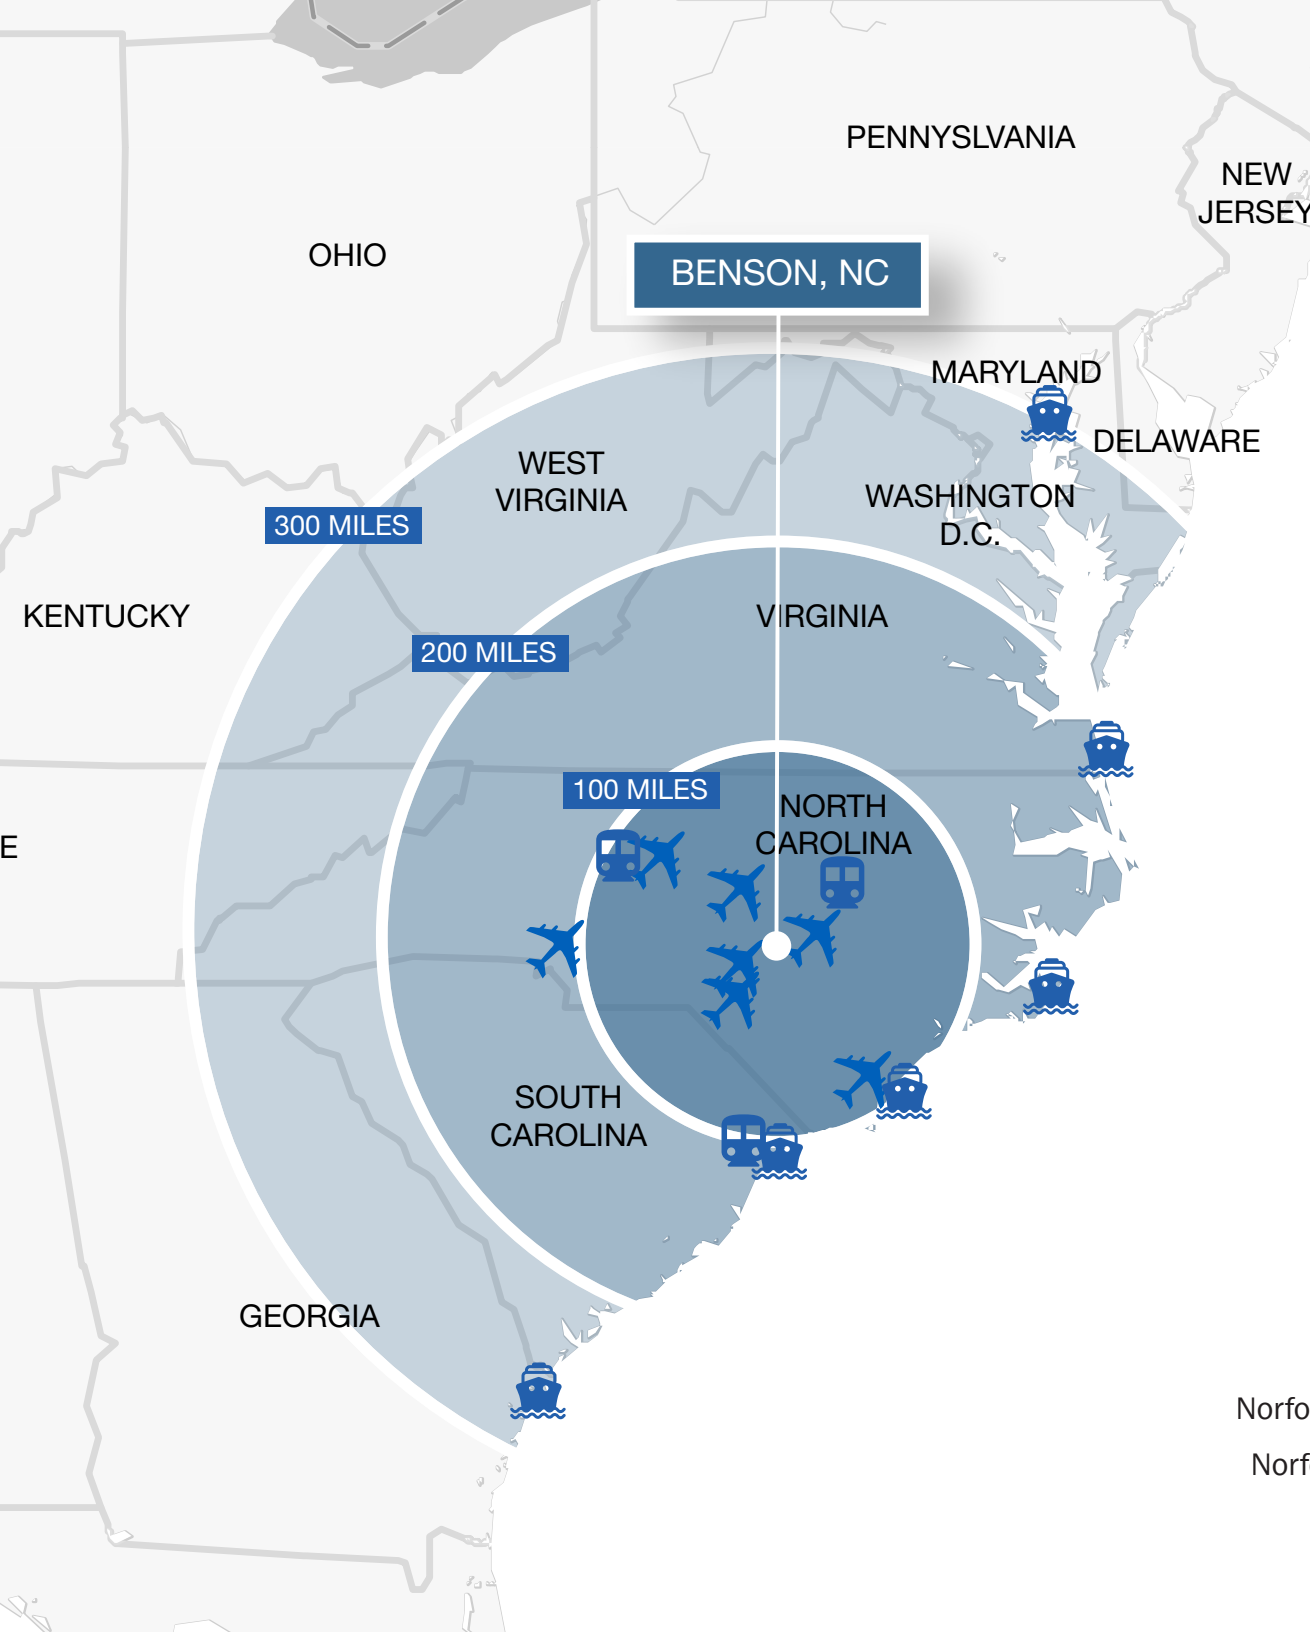 PENNYSLVANIA
NEW
JERSEY
OHIO
BENSON, NC
MARYLAND
DELAWARE
WEST
VIRGINIA
WASHINGTON
D.C.
300 MILES
KENTUCKY
VIRGINIA
200 MILES
100 MILES
NORTH
CAROLINA
E
SOUTH
CAROLINA
GEORGIA
Norfo
Norf